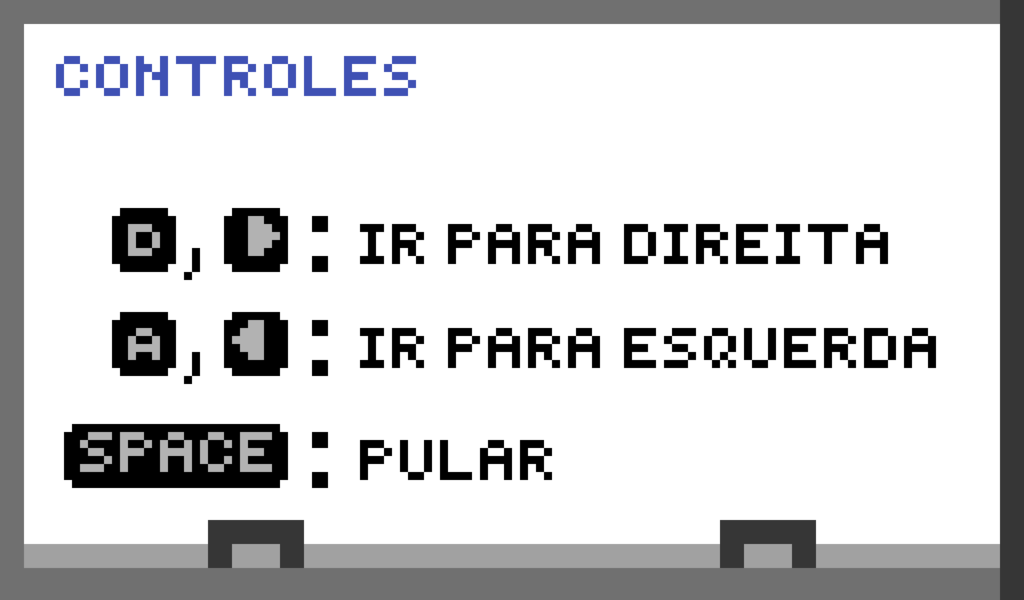 CONTROLES
D, : IR PARA DIREITA
A, : IR PARA ESQUERDA
SPACE : PULAR